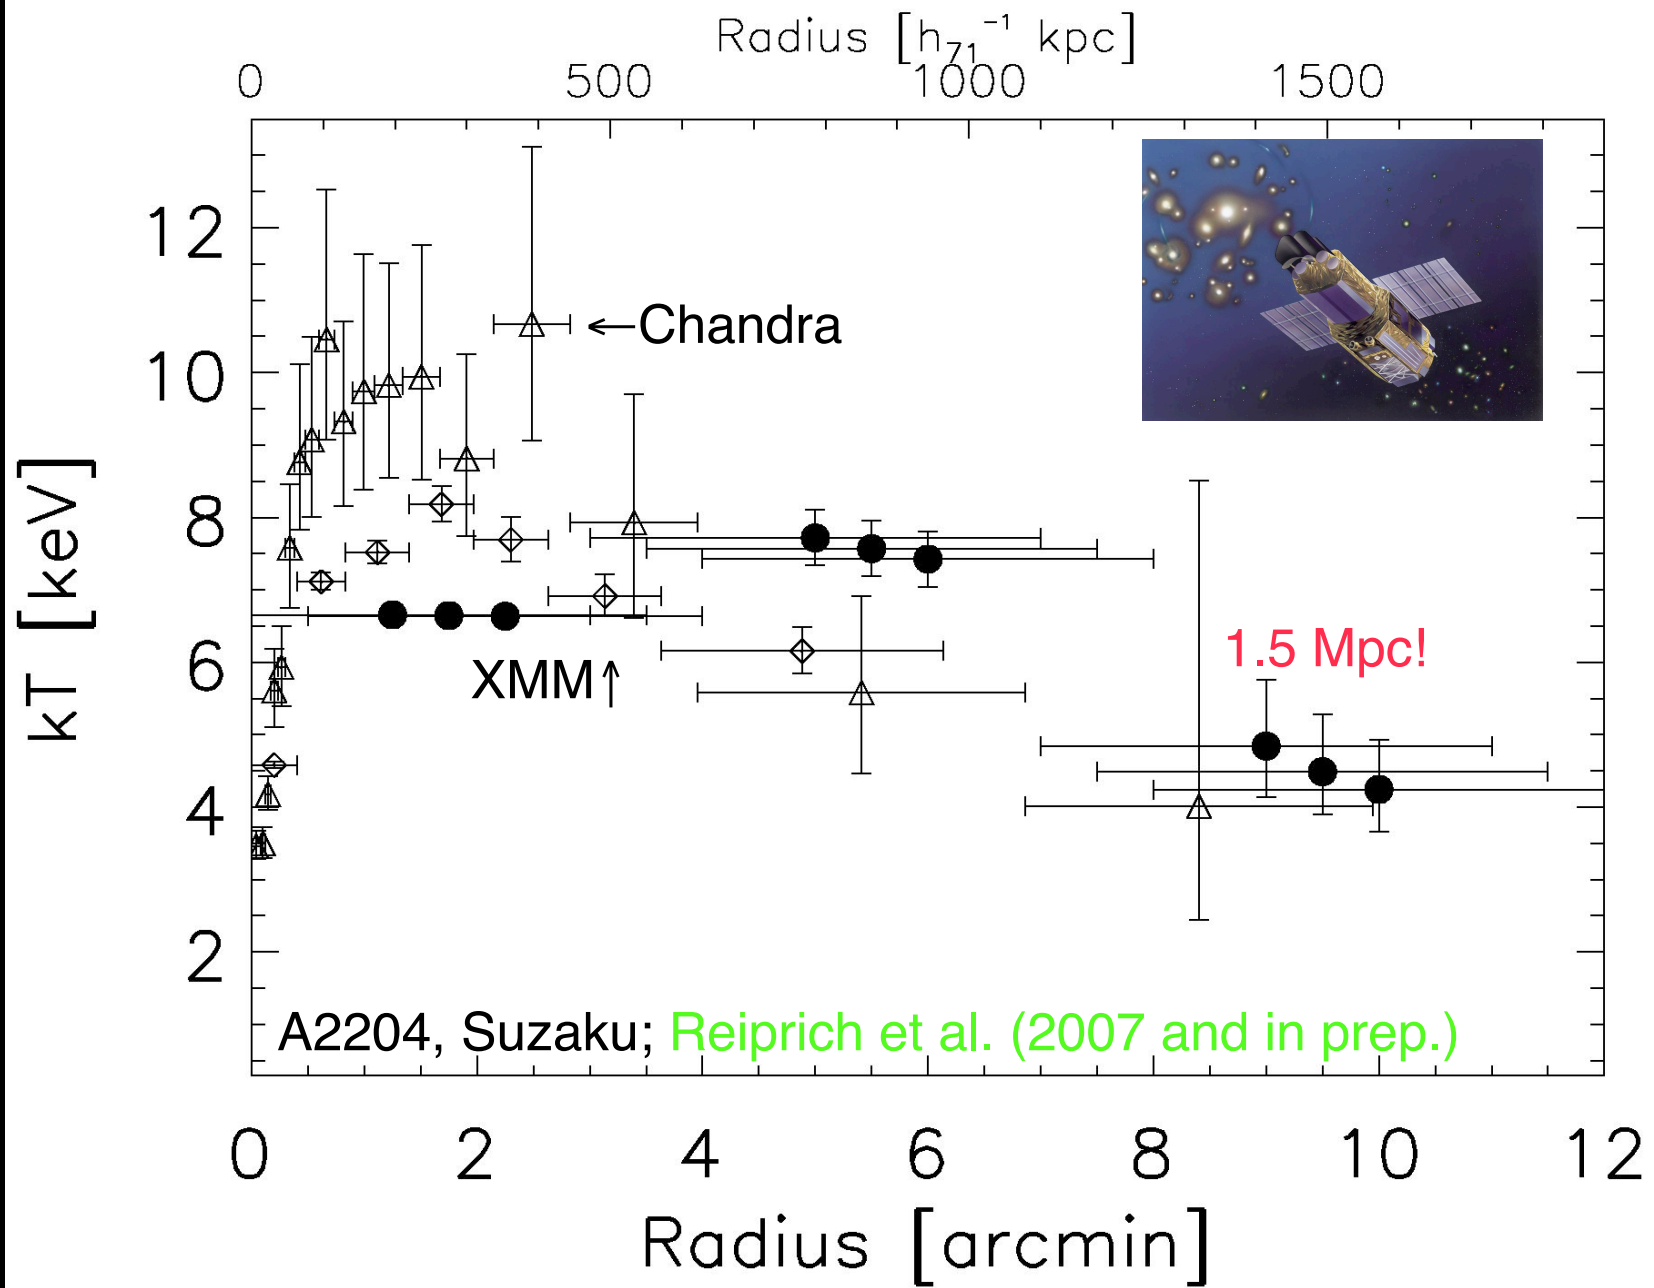 Radius [h₇₁⁻¹ kpc]
0 500 1000 1500
12
10
8
6
4
2
kT [keV]
←Chandra
XMM↑
1.5 Mpc!
A2204, Suzaku; Reiprich et al. (2007 and in prep.)
0 2 4 6 8 10 12
Radius [arcmin]